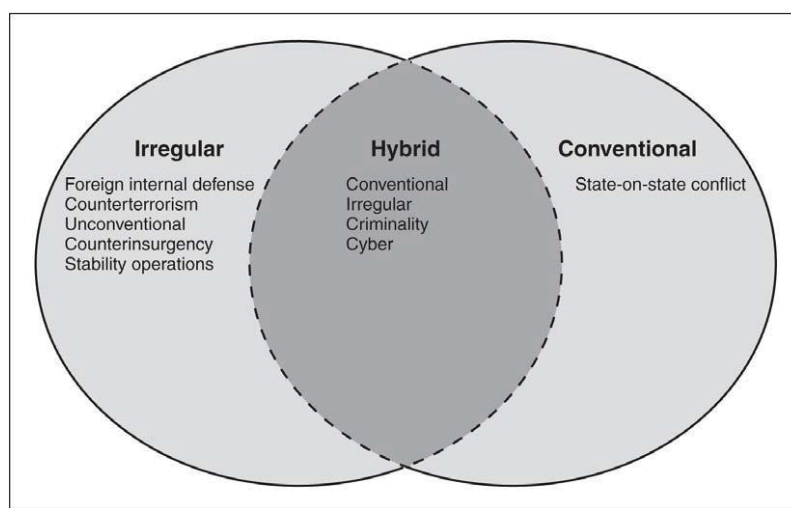 Irregular
Foreign internal defense
Counterterrorism
Unconventional
Counterinsurgency
Stability operations
Hybrid
Conventional
Irregular
Criminality
Cyber
Conventional
State-on-state conflict